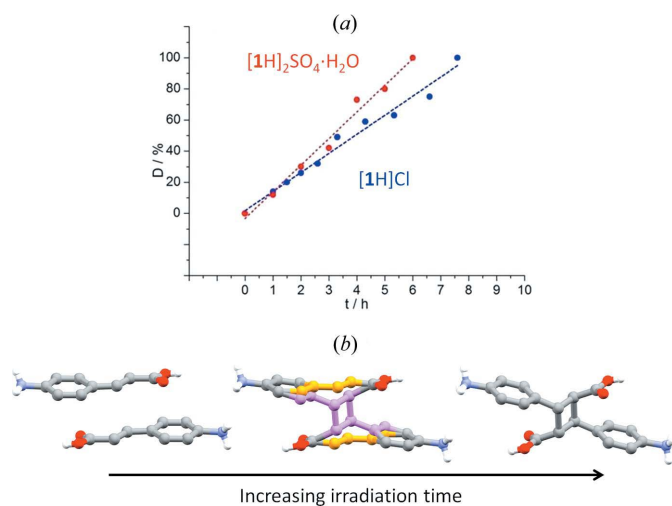 (a)
[1H]₂SO₄·H₂O
[1H]Cl
D / %
100
80
60
40
20
0
0 1 2 3 4 5 6 7 8 9 10
t / h
(b)
Increasing irradiation time